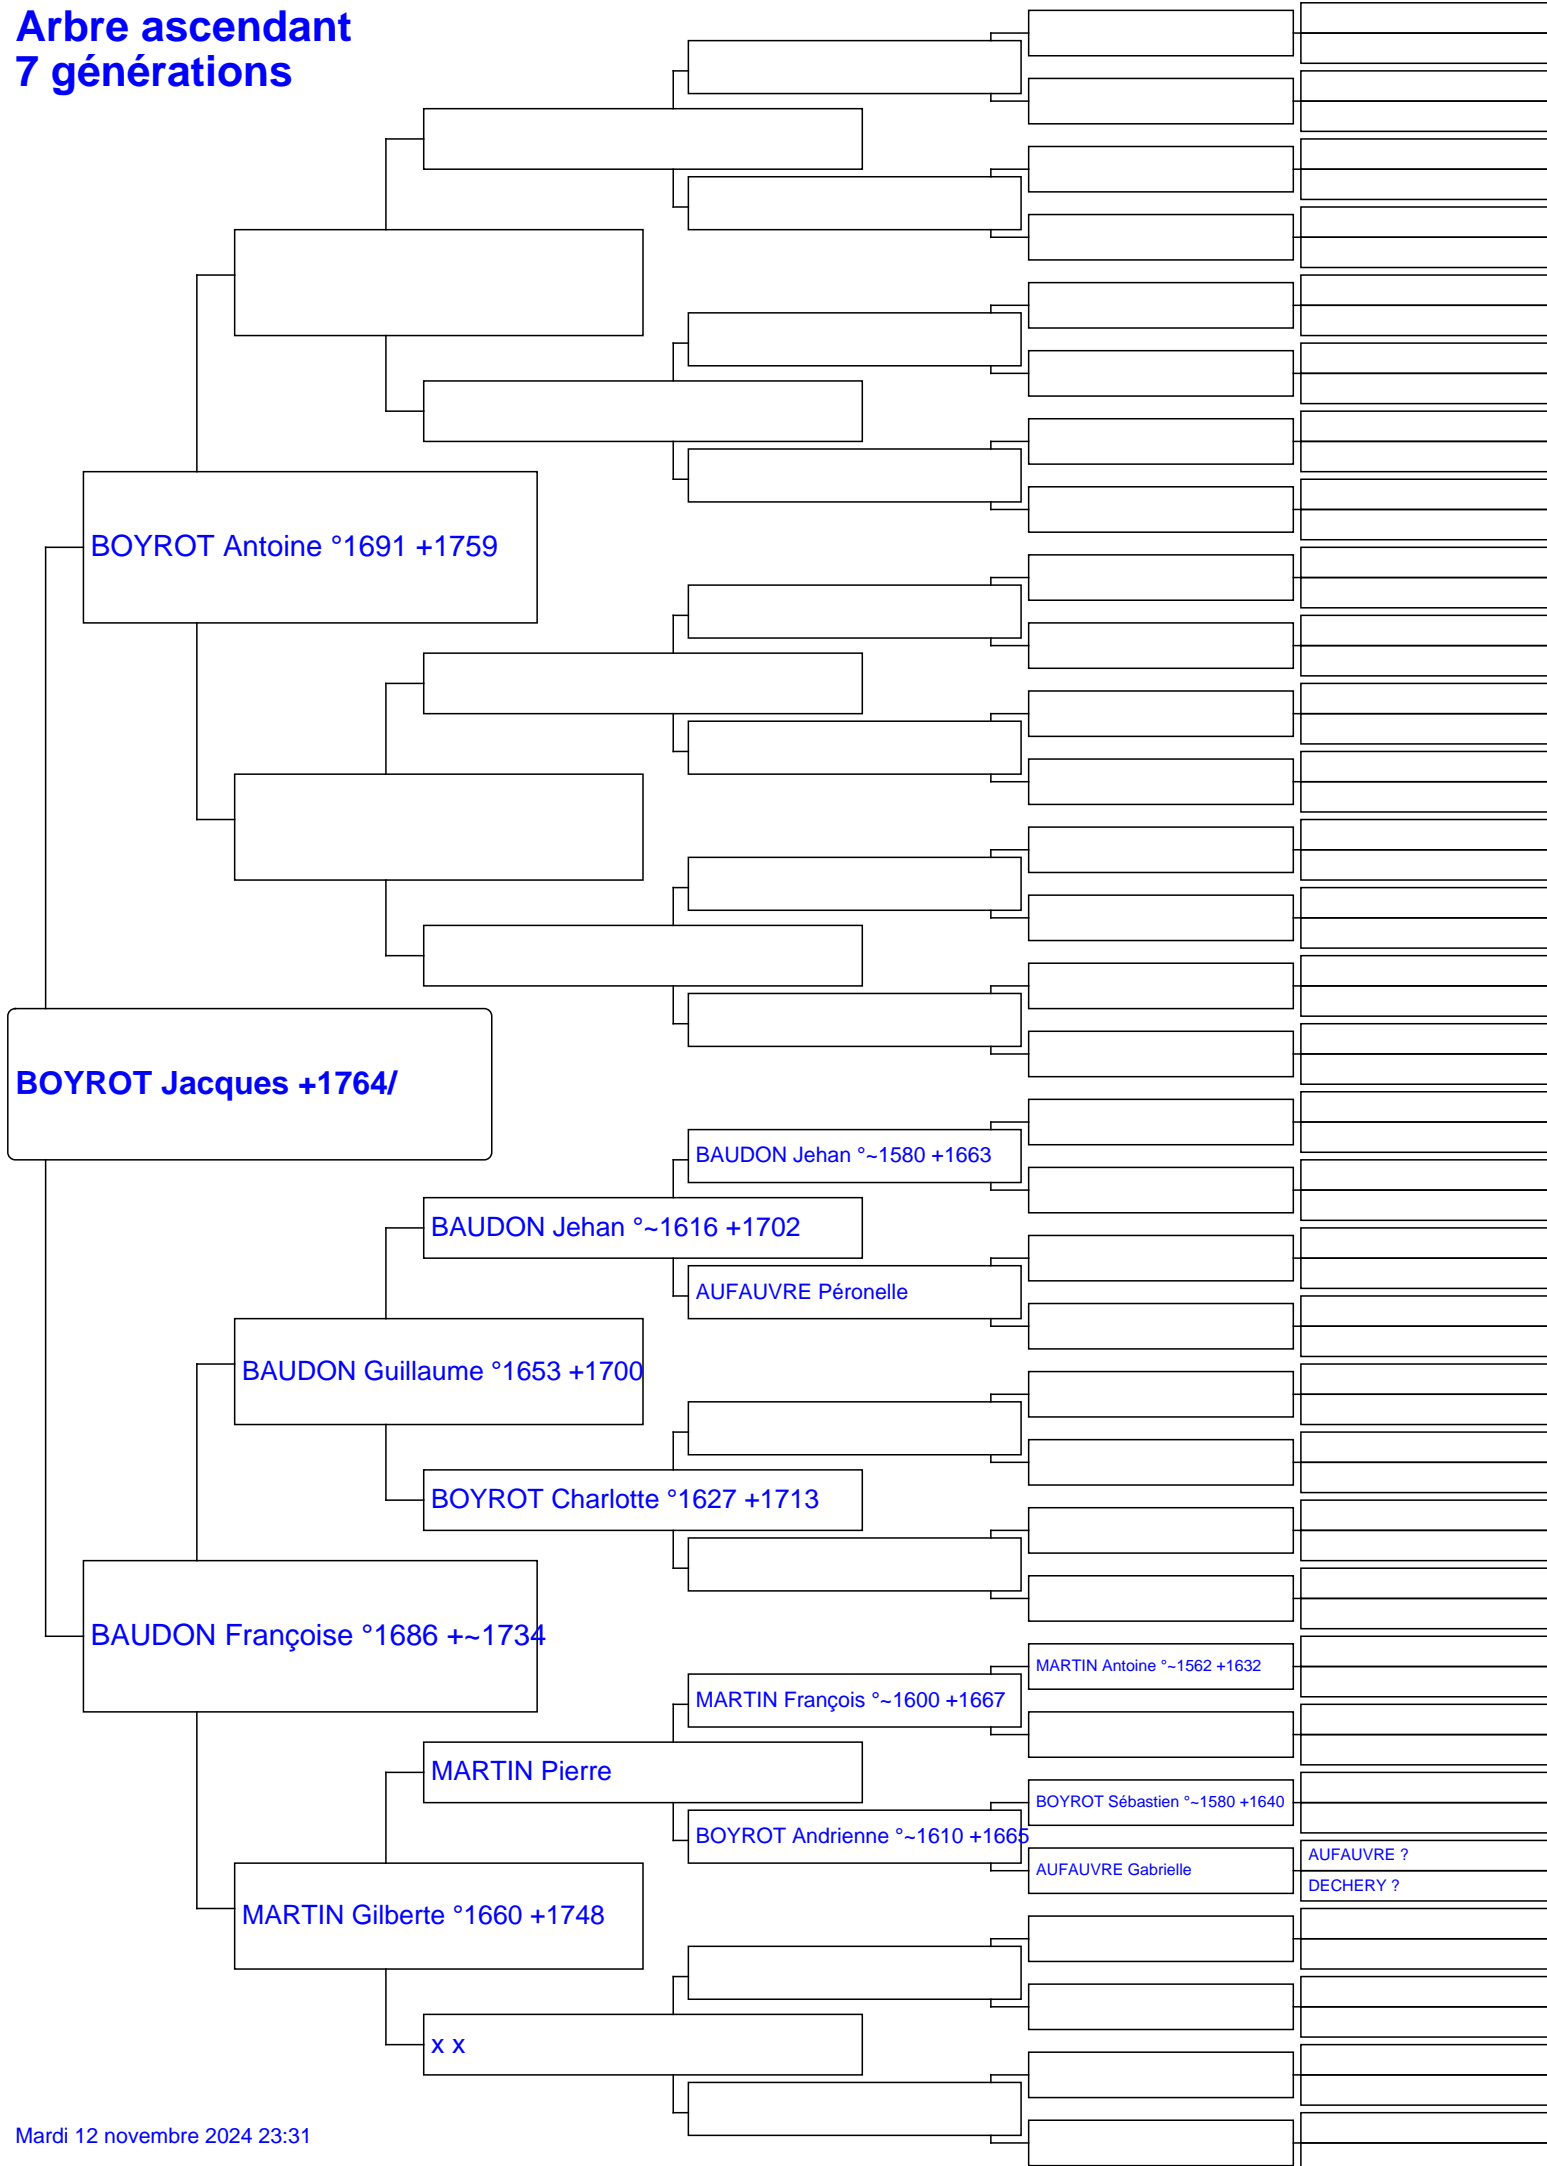 Arbre ascendant
7 générations
BOYROT Antoine °1691 +1759
BOYROT Jacques +1764/
BAUDON Jehan °~1580 +1663
BAUDON Jehan °~1616 +1702
AUFAUVRE Péronelle
BAUDON Guillaume °1653 +1700
BOYROT Charlotte °1627 +1713
BAUDON Françoise °1686 +~1734
MARTIN Antoine °~1562 +1632
MARTIN François °~1600 +1667
MARTIN Pierre
BOYROT Sébastien °~1580 +1640
BOYROT Andrienne °~1610 +1665
AUFAUVRE ?
AUFAUVRE Gabrielle
DECHERY ?
MARTIN Gilberte °1660 +1748
x x
Mardi 12 novembre 2024 23:31